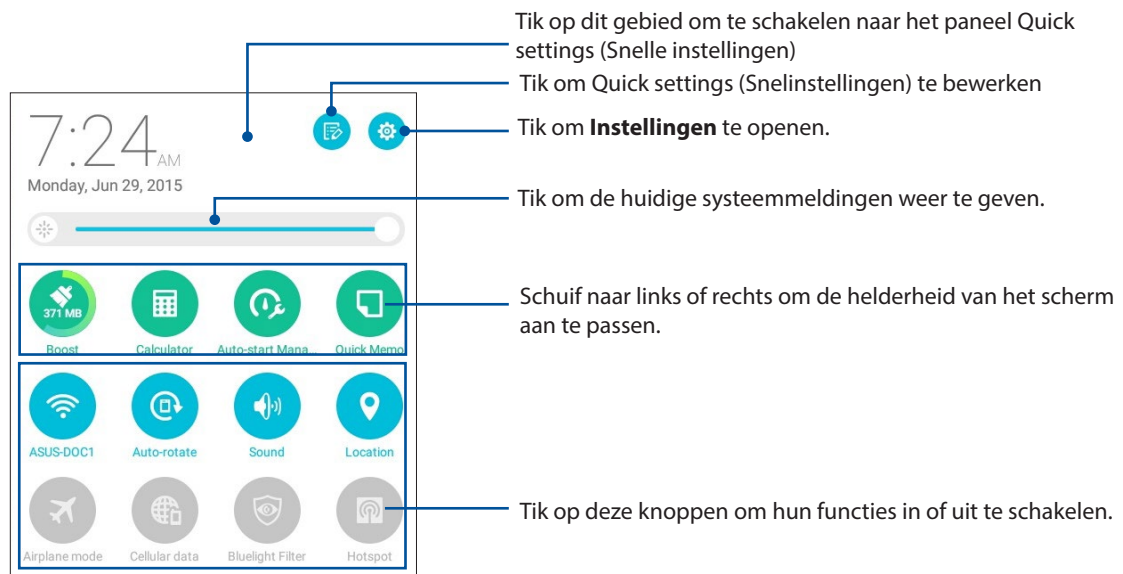 Tik op dit gebied om te schakelen naar het paneel Quick
settings (Snelle instellingen)
Tik om Quick settings (Snelinstellingen) te bewerken
Tik om Instellingen te openen.
Tik om de huidige systeemmeldingen weer te geven.
Schuif naar links of rechts om de helderheid van het scherm
aan te passen.
Tik op deze knoppen om hun functies in of uit te schakelen.
7:24 AM
Monday, Jun 29, 2015
371 MB
Boost Calculator Auto-start Mana... Quick Memo
ASUS-DOC1 Auto-rotate Sound Location
Airplane mode Cellular data Bluelight Filter Hotspot